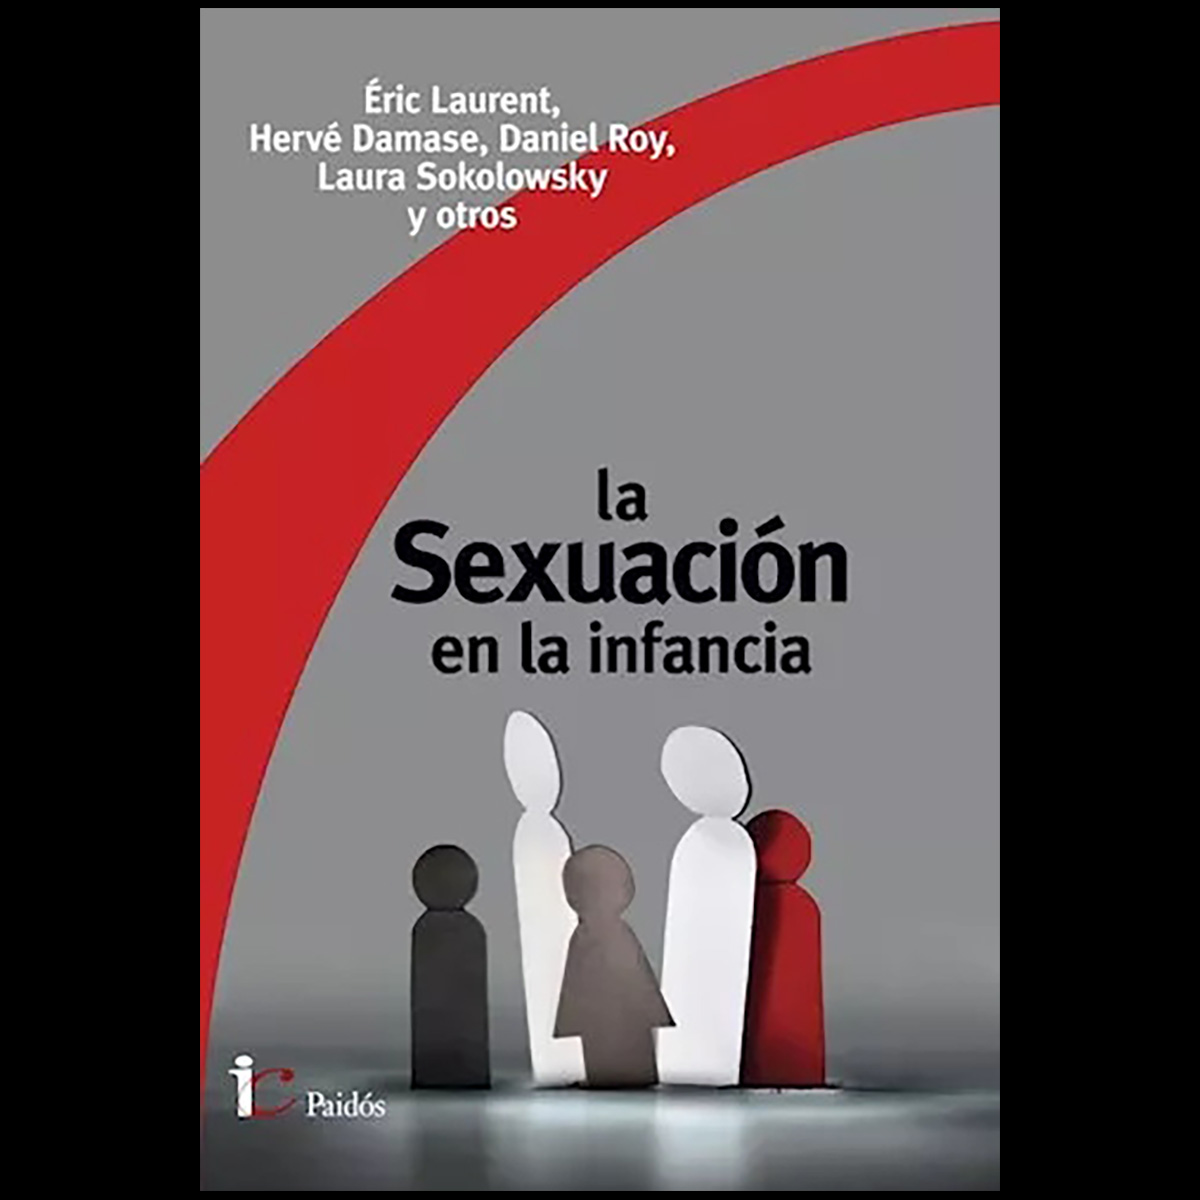 Éric Laurent,
Hervé Damase, Daniel Roy,
Laura Sokolowsky
y otros
la
Sexuación
en la infancia
ic Paidós